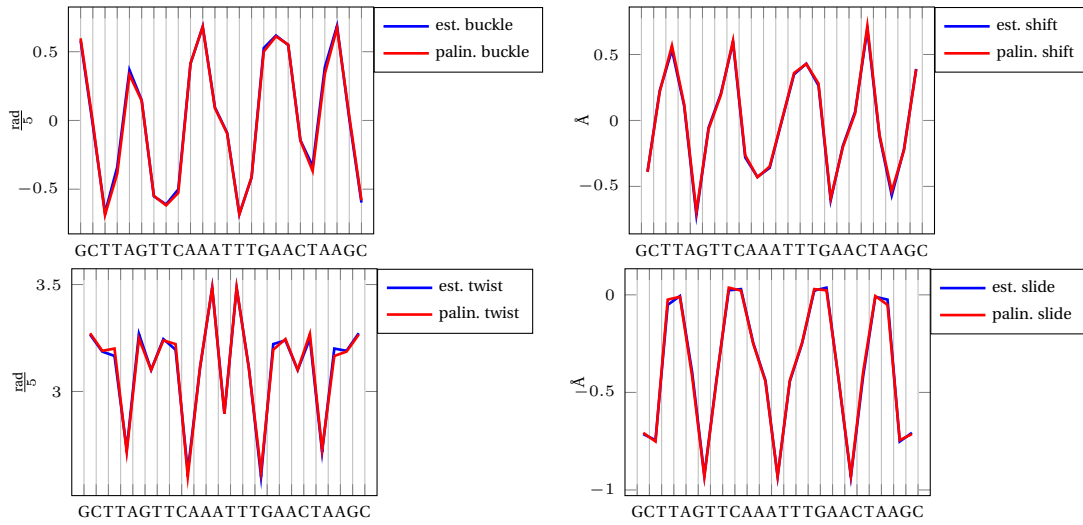 est. buckle
palin. buckle
0.5
0
−0.5
rad
5
GCTTAGTTCAAATTTGAACTAAGC
est. shift
palin. shift
0.5
0
−0.5
Å
GCTTAGTTCAAATTTGAACTAAGC
est. twist
palin. twist
3.5
3
rad
5
GCTTAGTTCAAATTTGAACTAAGC
est. slide
palin. slide
0
−0.5
−1
Å
GCTTAGTTCAAATTTGAACTAAGC